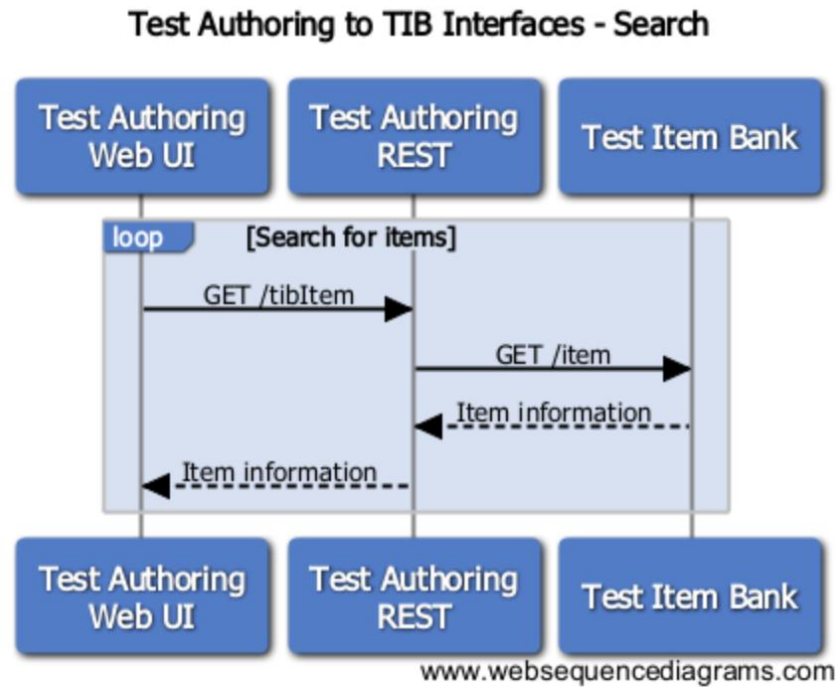 Test Authoring to TIB Interfaces - Search
Test Authoring
Web UI
Test Authoring
REST
Test Item Bank
loop
[Search for items]
GET /tibItem
GET /item
Item information
Item information
Test Authoring
Web UI
Test Authoring
REST
Test Item Bank
www.websequencediagrams.com